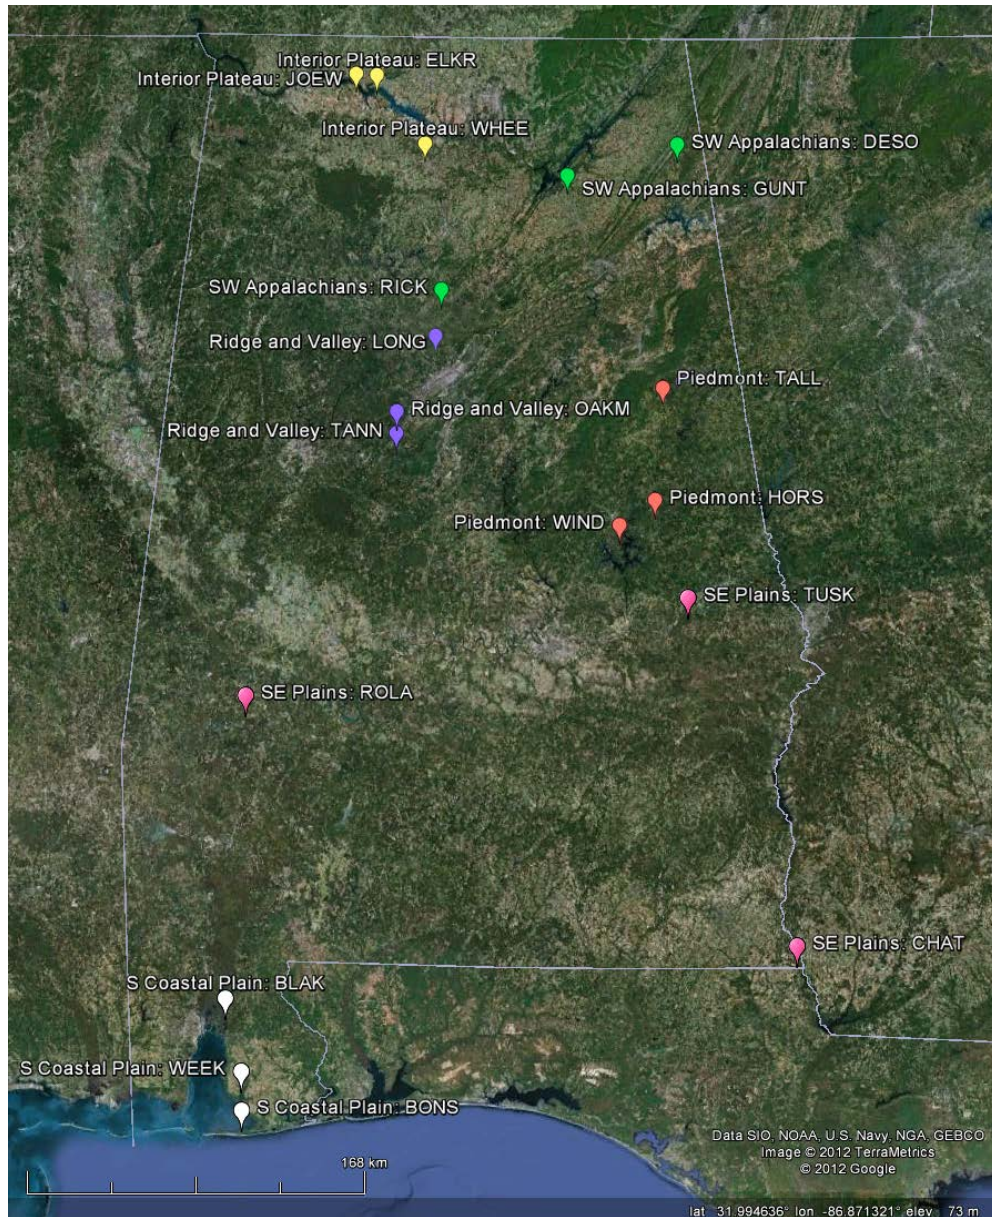 Interior Plateau: ELKR
Interior Plateau: JOEW
Interior Plateau: WHEE
SW Appalachians: DESO
SW Appalachians: GUNT
SW Appalachians: RICK
Ridge and Valley: LONG
Piedmont: TALL
Ridge and Valley: OAKM
Ridge and Valley: TANN
Piedmont: HORS
Piedmont: WIND
SE Plains: TUSK
SE Plains: ROLA
SE Plains: CHAT
S Coastal Plain: BLAK
S Coastal Plain: WEEK
S Coastal Plain: BONS
Data SIO, NOAA, U.S. Navy, NGA, GEBCO
Image © 2012 TerraMetrics
© 2012 Google
168 km
lat 31.994636° lon -86.871321° elev 73 m